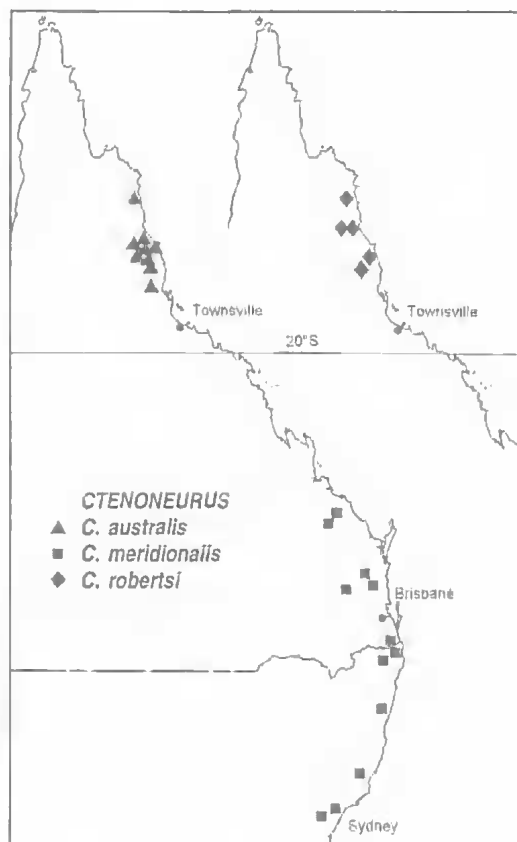 Townsville
Townsville
20°S
CTENONEURUS
C. australis
C. meridionalis
C. robertsi
Brisbane
Sydney